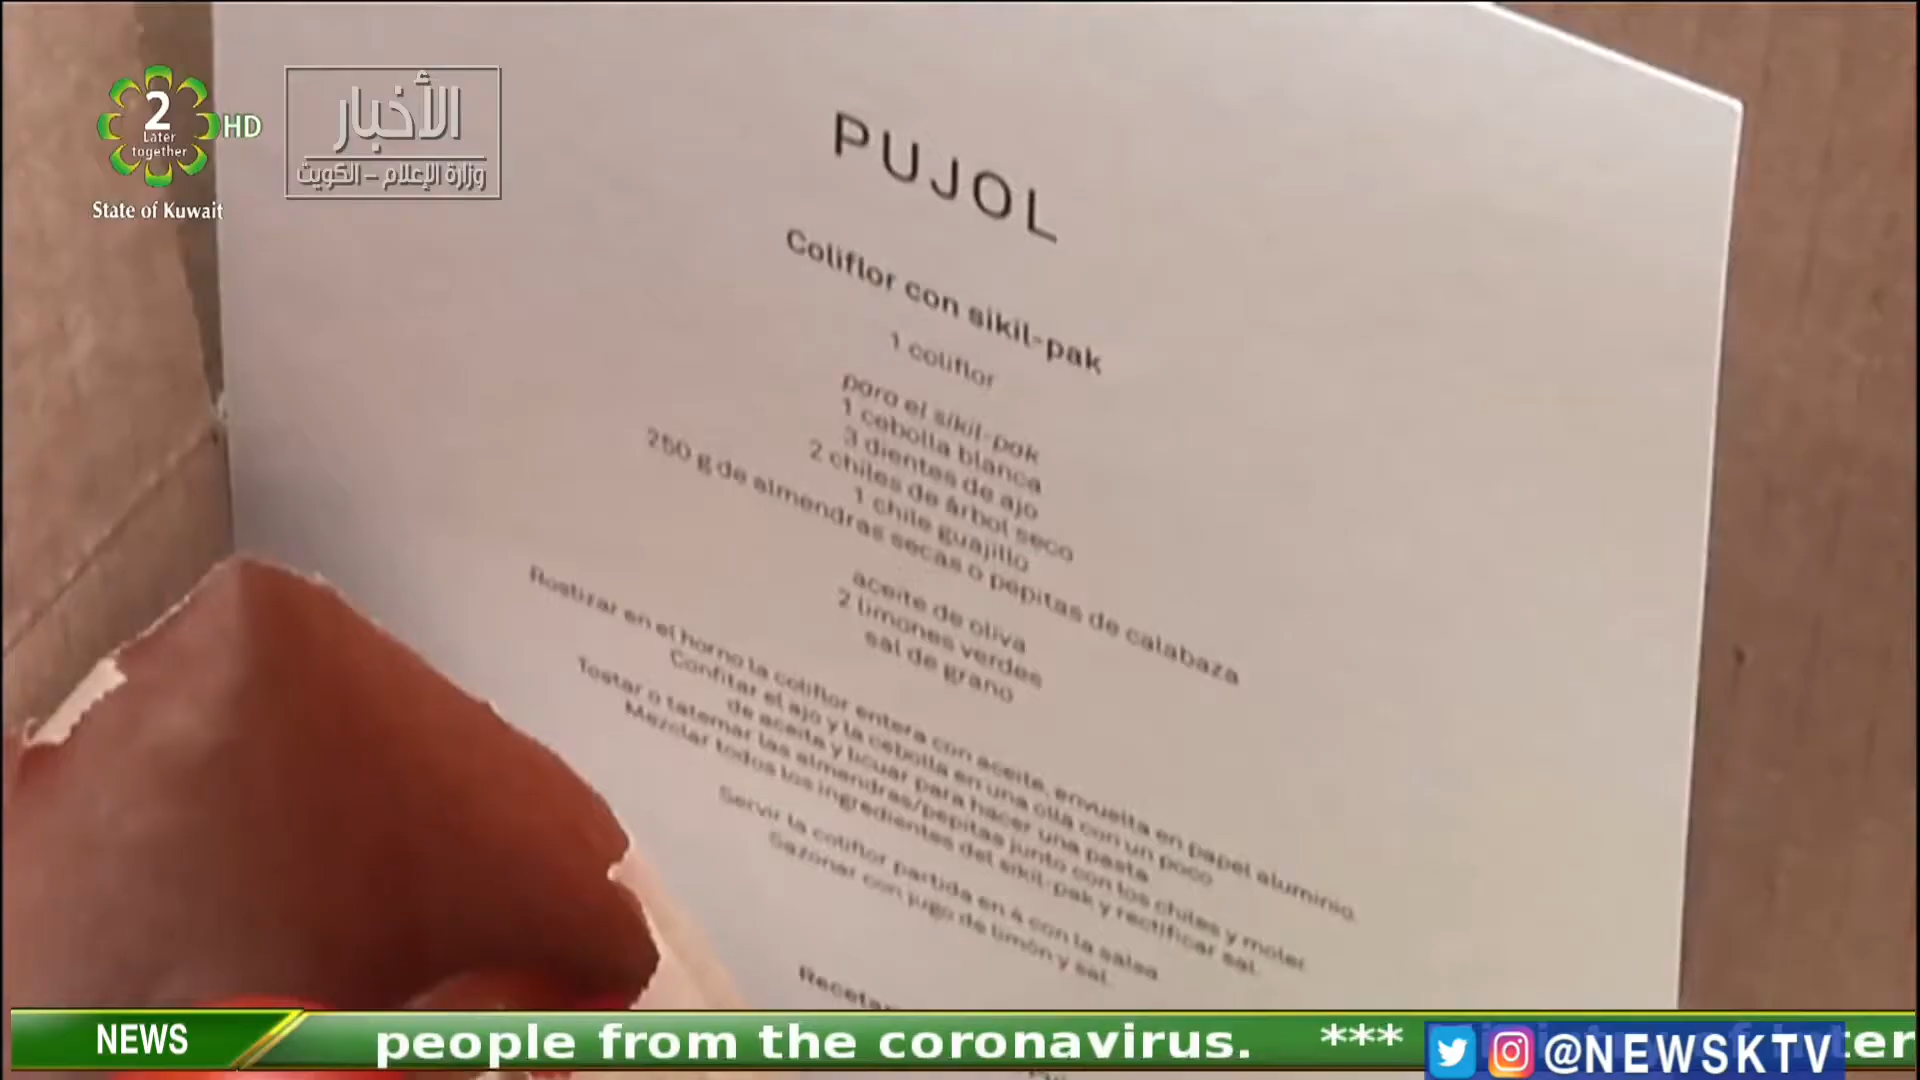 2
Later
together
HD
State of Kuwait
الأخبار
وزارة الإعلام - الكويت
PUJOL
Coliflor con sikil-pak
1 coliflor
para el sikil-pak
1 cebolla blanca
3 dientes de ajo
2 chiles de árbol seco
1 chile guajillo
250 g de almendras secas o pepitas de calabaza
aceite de oliva
2 limones verdes
sal de grano
Rostizar en el horno la coliflor entera con aceite, envuelta en papel aluminio.
Confitar el ajo y la cebolla en una olla con un poco
de aceite y licuar para hacer una pasta
Tostar o tatemar las almendras/pepitas junto con los chiles y moler.
Mezclar todos los ingredientes del sikil-pak y rectificar sal.
Servir la coliflor partida en 4 con la salsa
Sazonar con jugo de limón y sal.
NEWS
people from the coronavirus. ***
@NEWSKTV